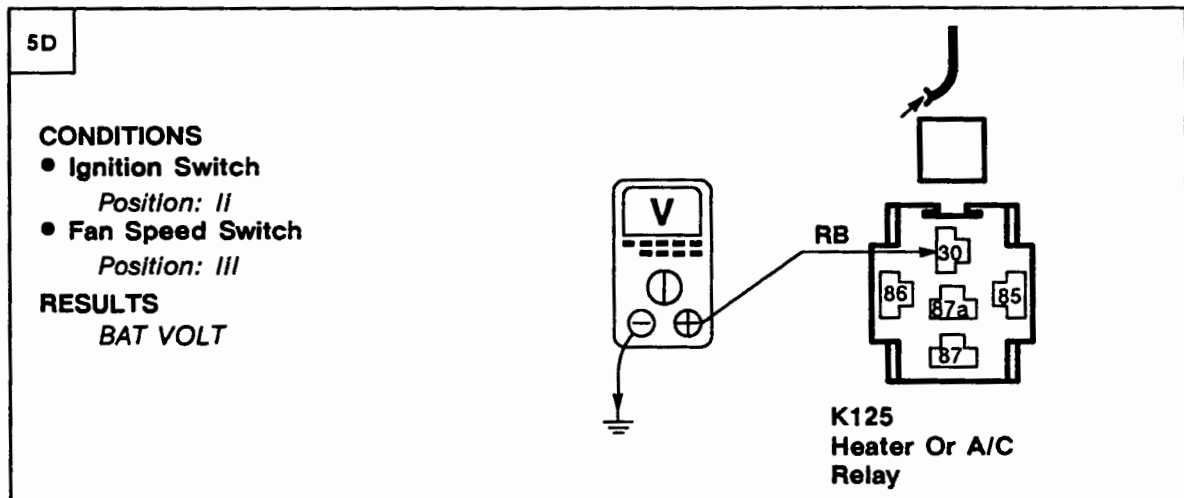 5D
CONDITIONS
● Ignition Switch
Position: II
● Fan Speed Switch
Position: III
RESULTS
BAT VOLT
V
RB
30
86
87a
85
87
K125
Heater Or A/C
Relay